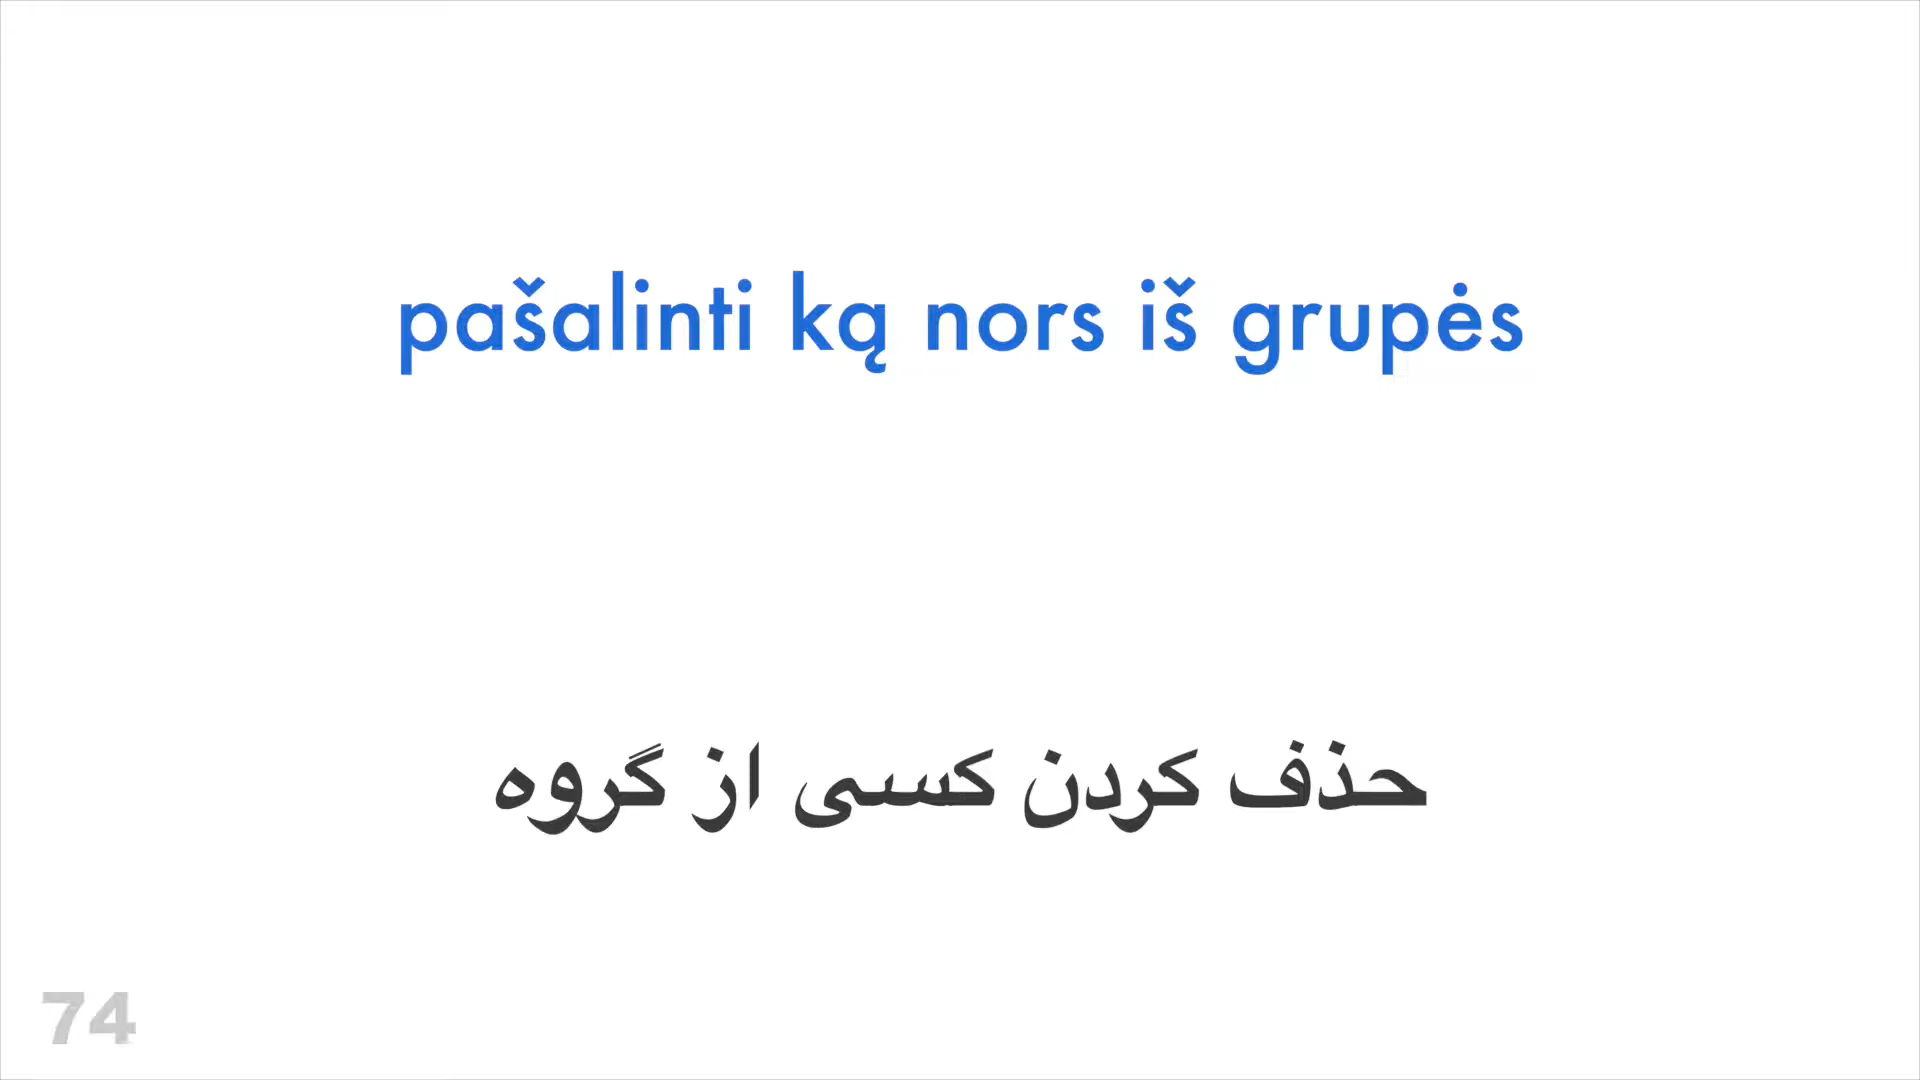 pašalinti ką nors iš grupės
حذف کردن کسی از گروه
74